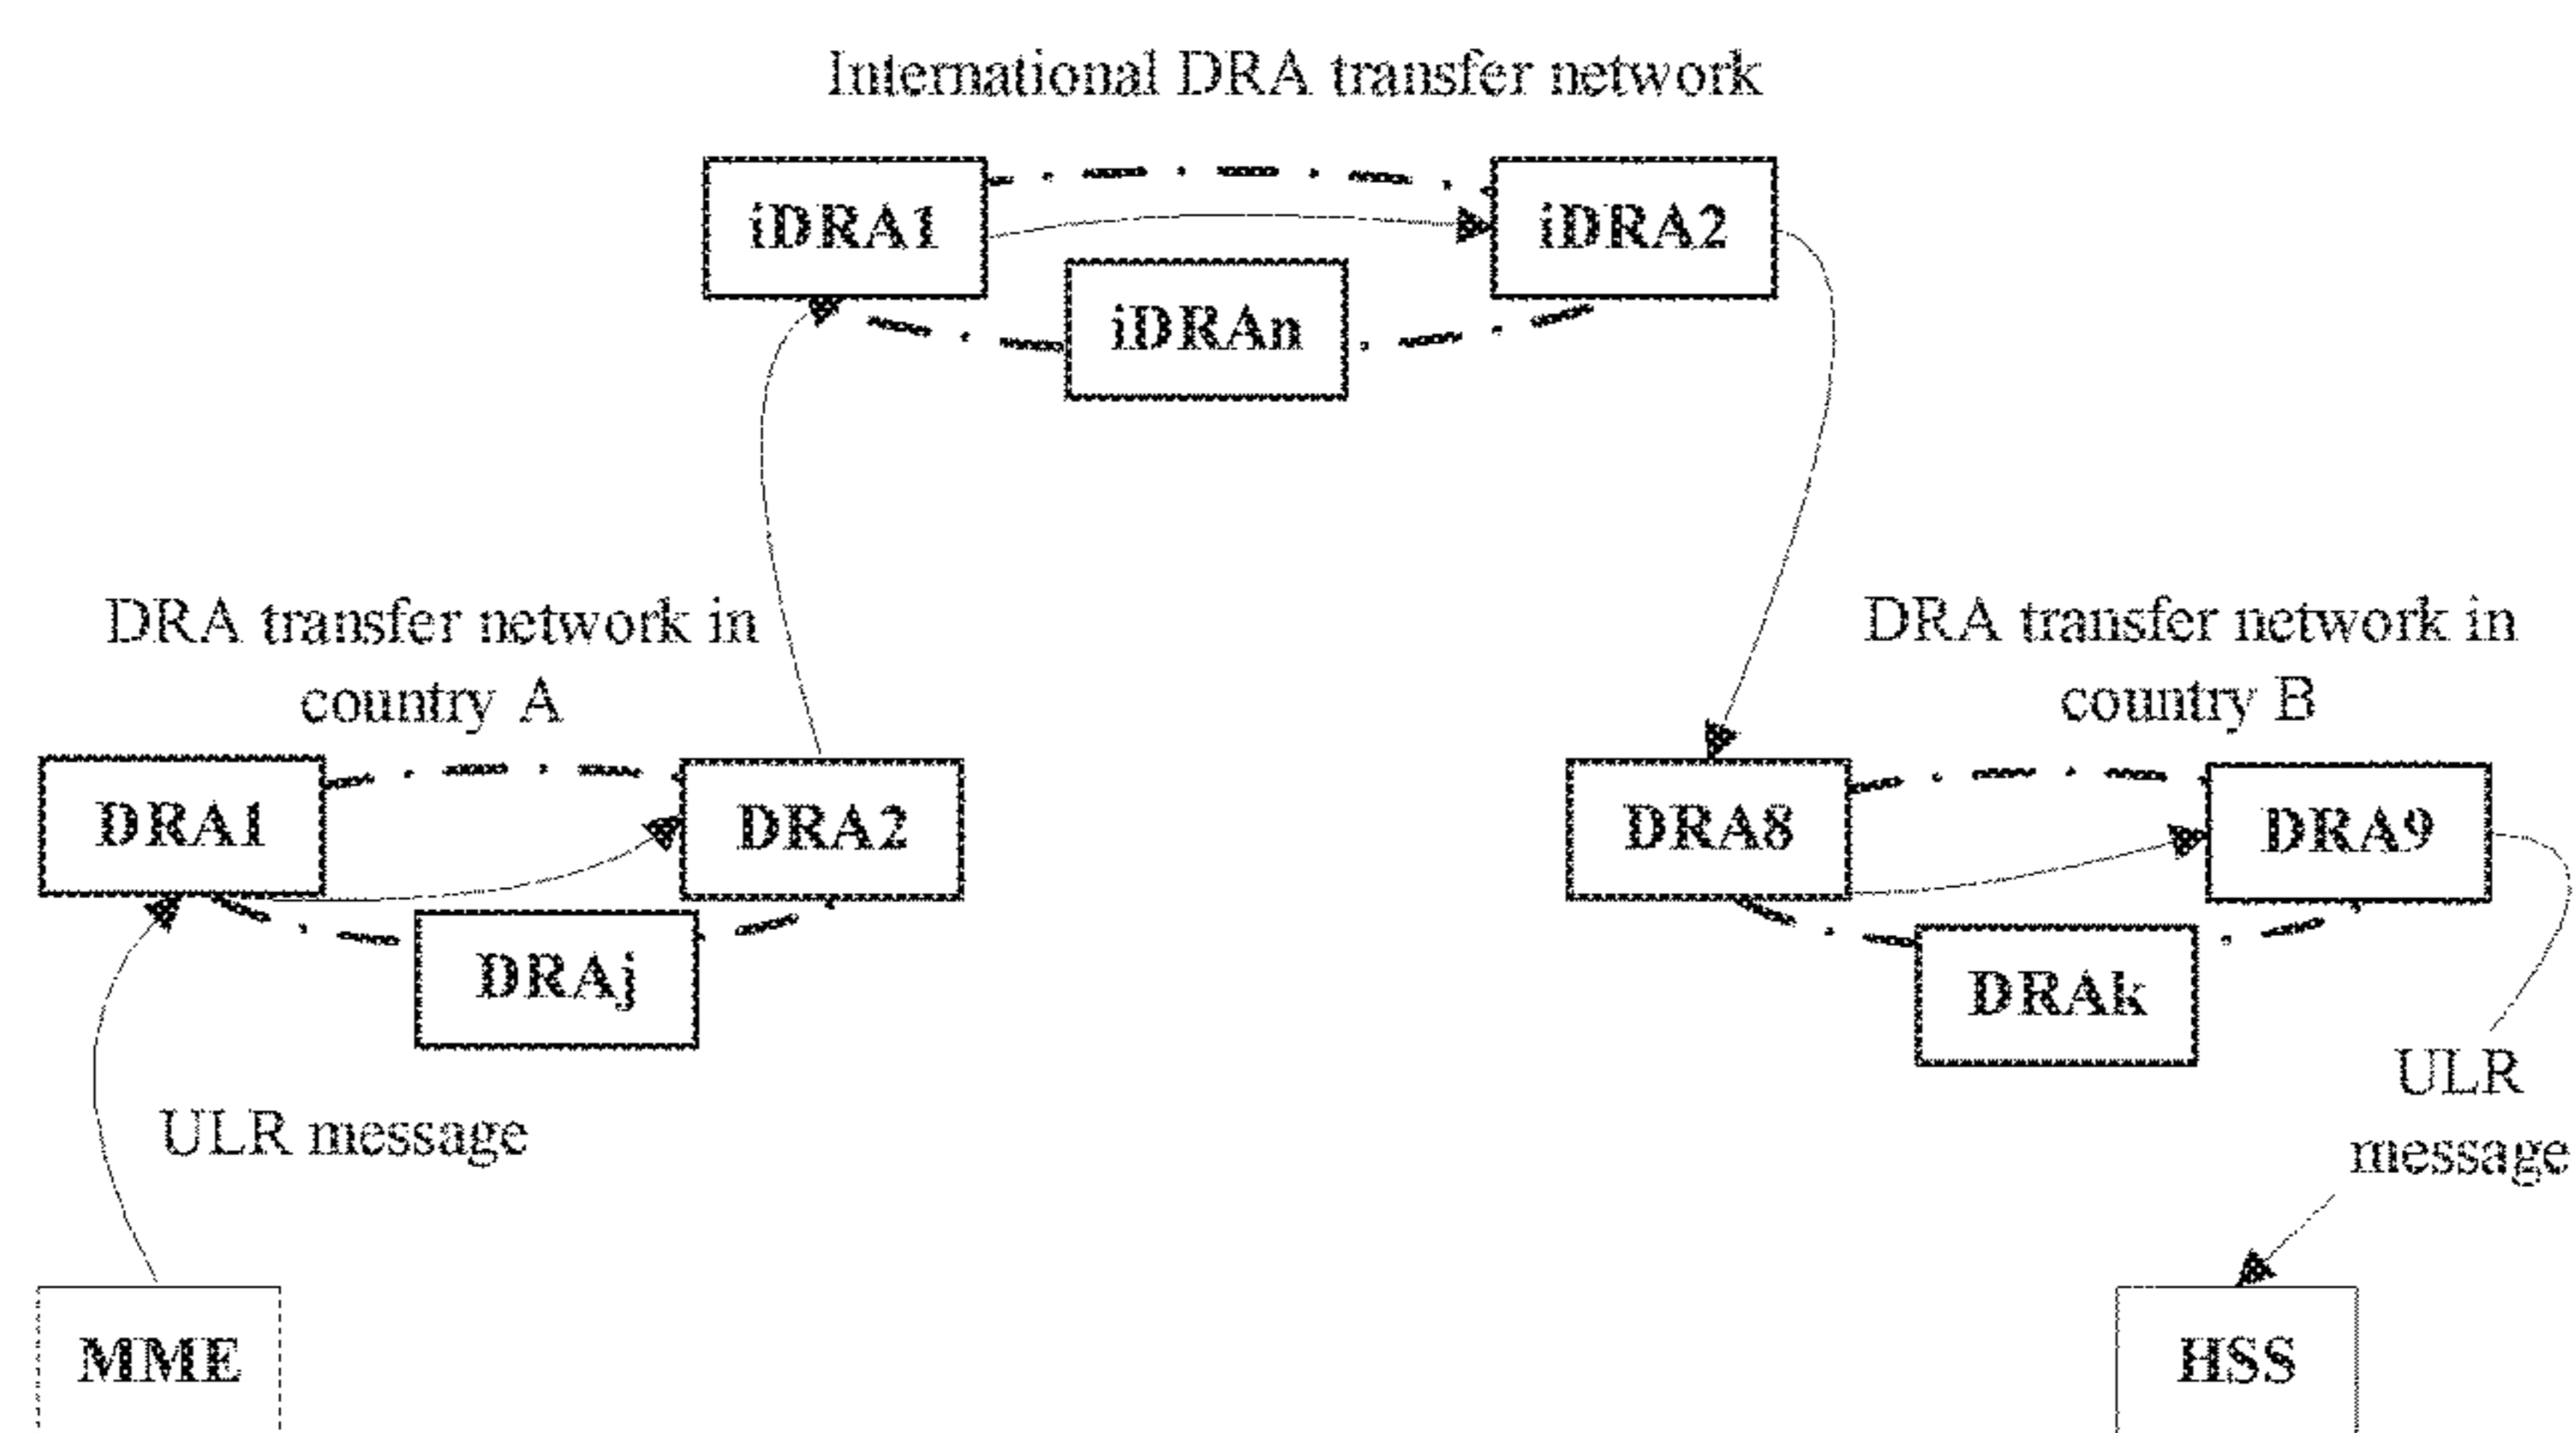 International DRA transfer network
iDRA1
iDRA2
iDRAn
DRA transfer network in
country A
DRA transfer network in
country B
DRA1
DRA2
DRA8
DRA9
DRAj
DRAk
ULR message
ULR
message
MME
HSS